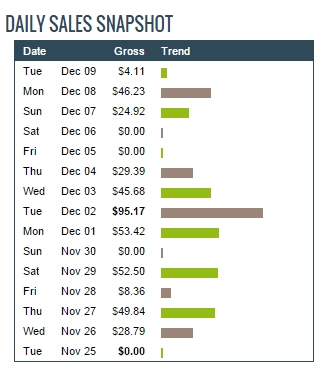 DAILY SALES SNAPSHOT
Date Gross Trend
Tue Dec 09 $4.11
Mon Dec 08 $46.23
Sun Dec 07 $24.92
Sat Dec 06 $0.00
Fri Dec 05 $0.00
Thu Dec 04 $29.39
Wed Dec 03 $45.68
Tue Dec 02 $95.17
Mon Dec 01 $53.42
Sun Nov 30 $0.00
Sat Nov 29 $52.50
Fri Nov 28 $8.36
Thu Nov 27 $49.84
Wed Nov 26 $28.79
Tue Nov 25 $0.00